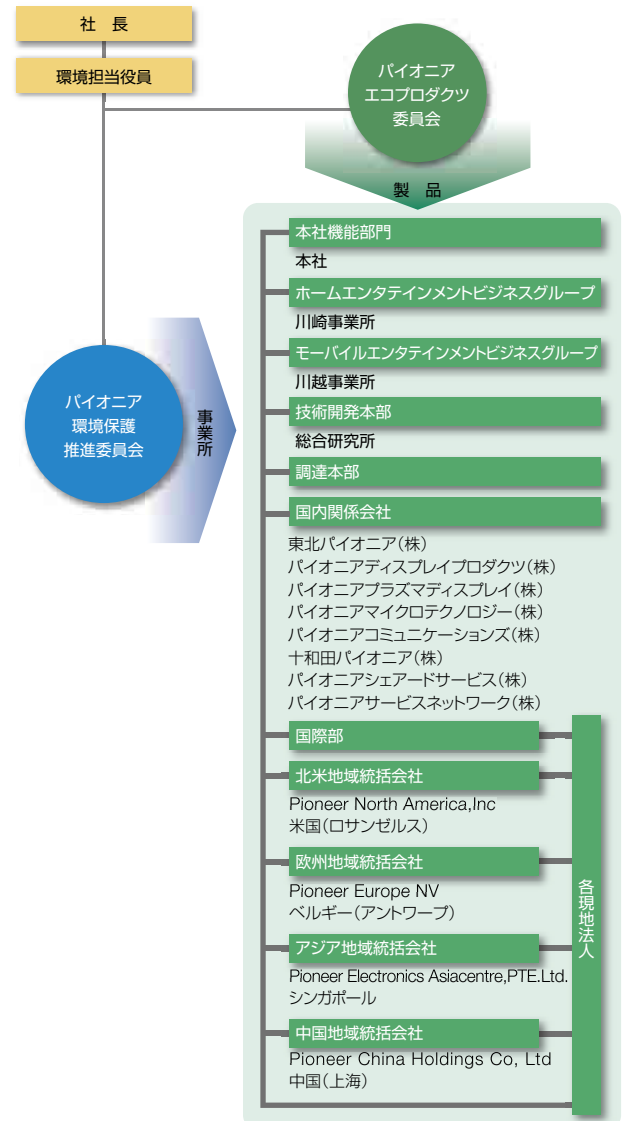 社 長
環境担当役員
パイオニア
エコプロダクツ
委員会
製 品
パイオニア
環境保護
推進委員会
事業所
本社機能部門
本社
ホームエンタテインメントビジネスグループ
川崎事業所
モーバイルエンタテインメントビジネスグループ
川越事業所
技術開発本部
総合研究所
調達本部
国内関係会社
東北パイオニア（株）
パイオニアディスプレイプロダクツ（株）
パイオニアプラズマディスプレイ（株）
パイオニアマイクロテクノロジー（株）
パイオニアコミュニケーションズ（株）
十和田パイオニア（株）
パイオニアシェアードサービス（株）
パイオニアサービスネットワーク（株）
国際部
北米地域統括会社
Pioneer North America,Inc
米国（ロサンゼルス）
欧州地域統括会社
Pioneer Europe NV
ベルギー（アントワープ）
アジア地域統括会社
Pioneer Electronics Asiacentre,PTE.Ltd.
シンガポール
中国地域統括会社
Pioneer China Holdings Co, Ltd
中国（上海）
各現地法人